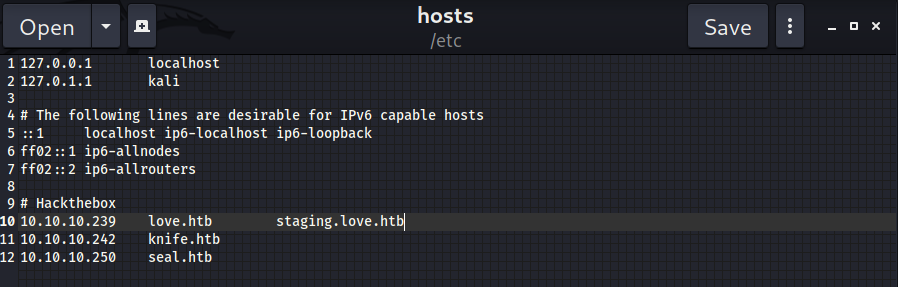 Open hosts Save
/etc
1 127.0.0.1 localhost
2 127.0.1.1 kali
3
4 # The following lines are desirable for IPv6 capable hosts
5 ::1 localhost ip6-localhost ip6-loopback
6 ff02::1 ip6-allnodes
7 ff02::2 ip6-allrouters
8
9 # Hackthebox
10 10.10.10.239 love.htb staging.love.htb
11 10.10.10.242 knife.htb
12 10.10.10.250 seal.htb